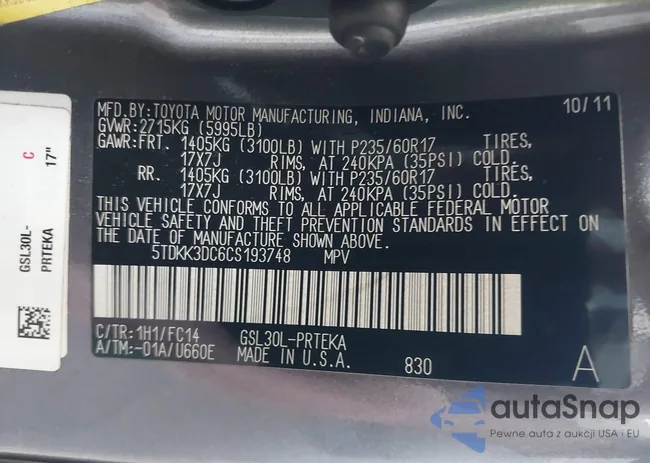 MFD.BY:TOYOTA MOTOR MANUFACTURING, INDIANA, INC. 10/11
GVWR:2715KG (5995LB)
GAWR:FRT. 1405KG (3100LB) WITH P235/60R17 TIRES,
17X7J RIMS, AT 240KPA (35PSI) COLD.
RR. 1405KG (3100LB) WITH P235/60R17 TIRES,
17X7J RIMS, AT 240KPA (35PSI) COLD.
THIS VEHICLE CONFORMS TO ALL APPLICABLE FEDERAL MOTOR
VEHICLE SAFETY AND THEFT PREVENTION STANDARDS IN EFFECT ON
THE DATE OF MANUFACTURE SHOWN ABOVE.
5TDKK3DC6CS193748 MPV
C/TR:1H1/FC14 GSL30L-PRTEKA
A/TM:-01A/U660E MADE IN U.S.A. 830 A
GSL30L-
PRTEKA
C
17"
autoSnap
Pewne auta z aukcji USA i EU